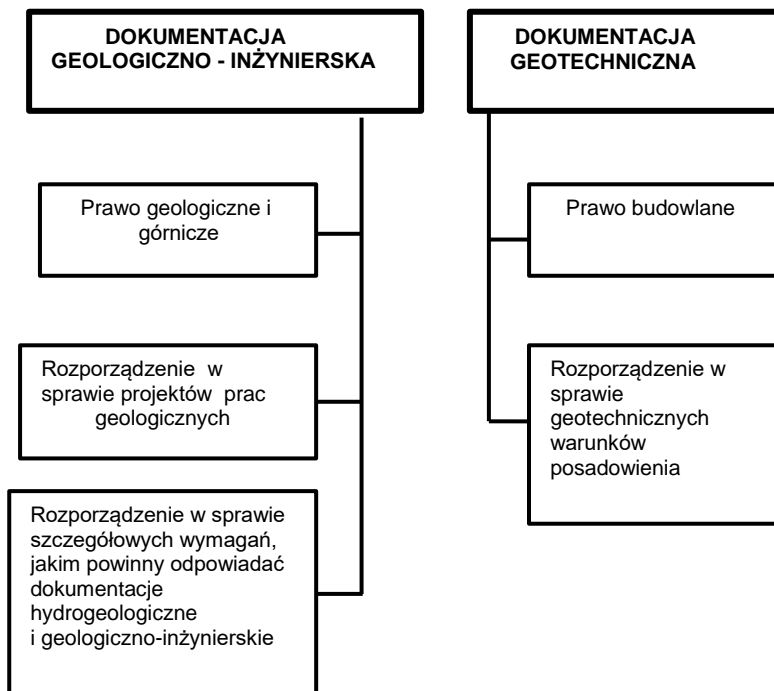 DOKUMENTACJA
GEOLOGICZNO - INŻYNIERSKA
Prawo geologiczne i
górnicze
Rozporządzenie w
sprawie projektów prac
geologicznych
Rozporządzenie w sprawie
szczegółowych wymagań,
jakim powinny odpowiadać
dokumentacje
hydrogeologiczne
i geologiczno-inżynierskie
DOKUMENTACJA
GEOTECHNICZNA
Prawo budowlane
Rozporządzenie w
sprawie
geotechnicznych
warunków
posadowienia